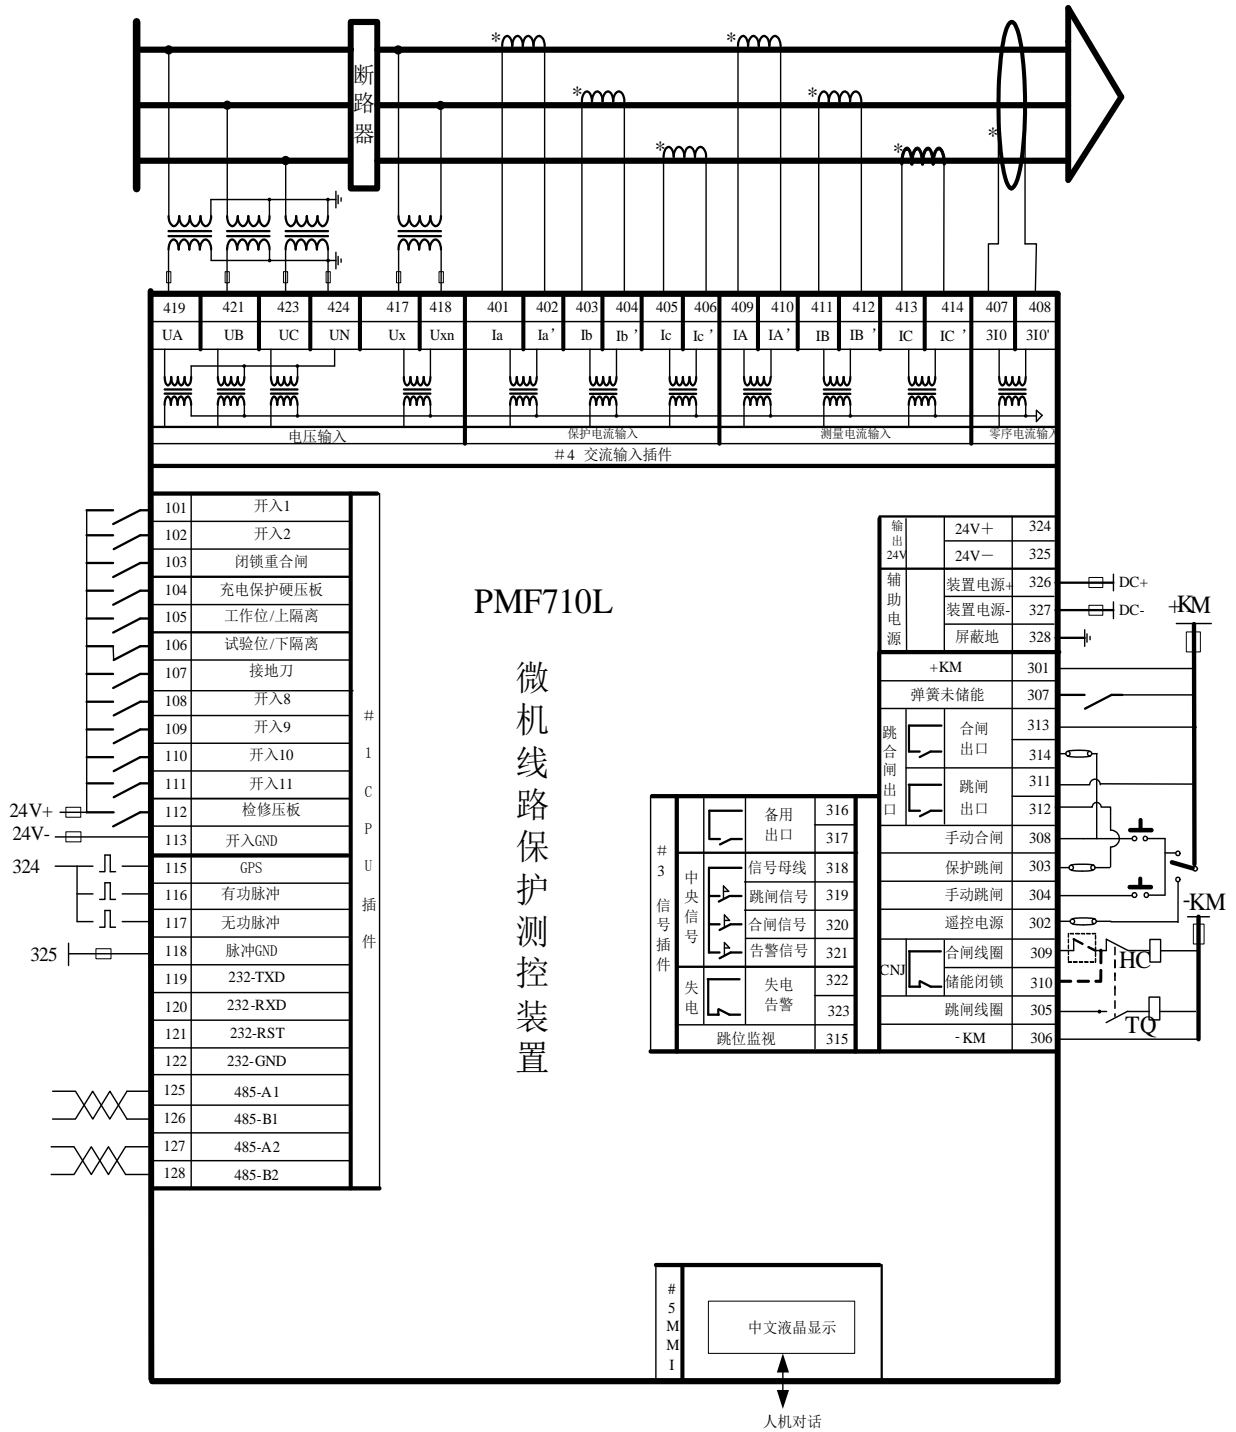 * * * * * * *
断路器
419 421 423 424 417 418 401 402 403 404 405 406 409 410 411 412 413 414 407 408
UA UB UC UN Ux Uxn Ia Ia’ Ib Ib’ Ic Ic’ IA IA’ IB IB’ IC IC’ 3I0 3I0'
电压输入 保护电流输入 测量电流输入 零序电流输入
#4 交流输入插件
101 开入1
102 开入2
103 闭锁重合闸
104 充电保护硬压板
105 工作位/上隔离
106 试验位/下隔离
107 接地刀
108 开入8
109 开入9
110 开入10
111 开入11
24V+ 112 检修压板
24V- 113 开入GND
324 115 GPS
116 有功脉冲
117 无功脉冲
325 118 脉冲GND
119 232-TXD
120 232-RXD
121 232-RST
122 232-GND
125 485-A1
126 485-B1
127 485-A2
128 485-B2
#1CPU插件
PMF710L
微机线路保护测控装置
输出24V
24V+ 324
24V- 325
辅助电源
装置电源+ 326 DC+
装置电源- 327 DC-
屏蔽地 328
+KM
+KM 301
弹簧未储能 307
跳合闸出口
合闸出口 313
314
跳闸出口 311
312
手动合闸 308
保护跳闸 303
手动跳闸 304
-KM
遥控电源 302
CNJ
合闸线圈 309 HC
储能闭锁 310
跳闸线圈 305 TQ
-KM 306
#3信号插件
备用出口 316
317
中央信号
信号母线 318
跳闸信号 319
合闸信号 320
告警信号 321
失电
失电告警 322
323
跳位监视 315
#5MMI
中文液晶显示
人机对话